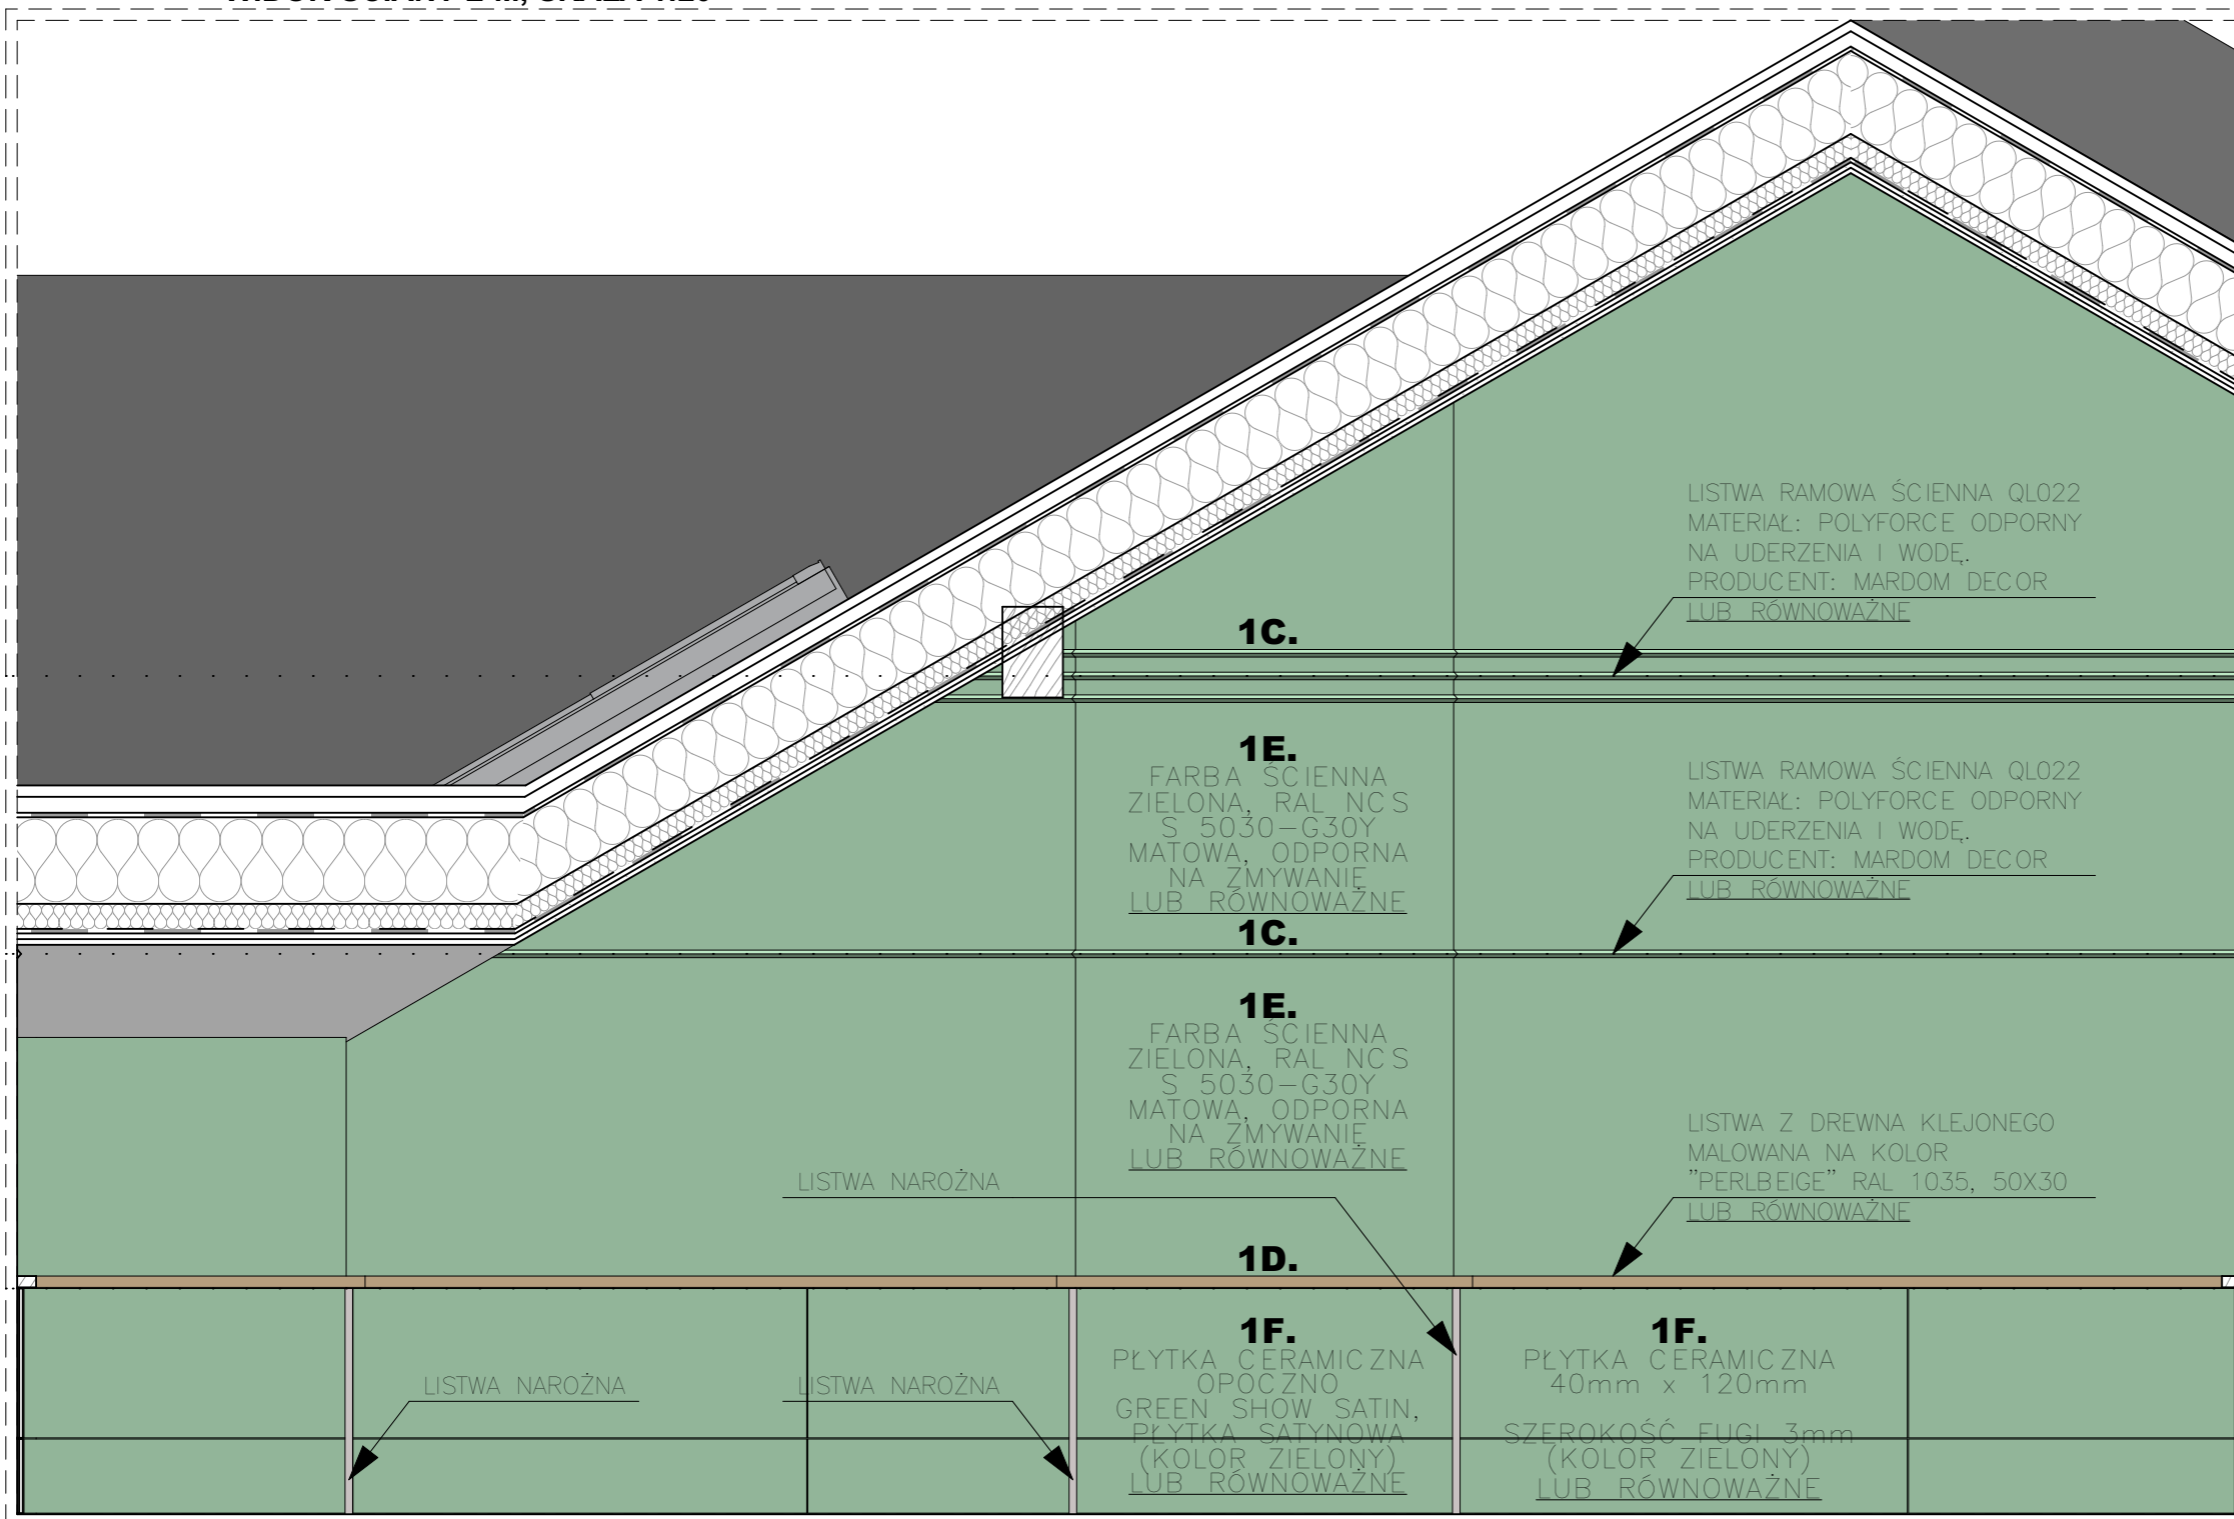 LISTWA RAMOWA ŚCIENNA QL022
MATERIAŁ: POLYFORCE ODPORNY
NA UDERZENIA I WODĘ.
PRODUCENT: MARDOM DECOR
LUB RÓWNOWAŻNE
1C.
1E.
FARBA ŚCIENNA
ZIELONA, RAL NCS
S 5030-G30Y
MATOWA, ODPORNA
NA ZMYWANIE
LUB RÓWNOWAŻNE
LISTWA RAMOWA ŚCIENNA QL022
MATERIAŁ: POLYFORCE ODPORNY
NA UDERZENIA I WODĘ.
PRODUCENT: MARDOM DECOR
LUB RÓWNOWAŻNE
1C.
1E.
FARBA ŚCIENNA
ZIELONA, RAL NCS
S 5030-G30Y
MATOWA, ODPORNA
NA ZMYWANIE
LUB RÓWNOWAŻNE
LISTWA Z DREWNA KLEJONEGO
MALOWANA NA KOLOR
"PERLBEIGE" RAL 1035, 50X30
LUB RÓWNOWAŻNE
LISTWA NAROŻNA
1D.
1F.
PŁYTKA CERAMICZNA
OPOCZNO
GREEN SHOW SATIN,
PŁYTKA SATYNOWA
(KOLOR ZIELONY)
LUB RÓWNOWAŻNE
1F.
PŁYTKA CERAMICZNA
40mm x 120mm
SZEROKOŚĆ FUGI 3mm
(KOLOR ZIELONY)
LUB RÓWNOWAŻNE
LISTWA NAROŻNA
LISTWA NAROŻNA